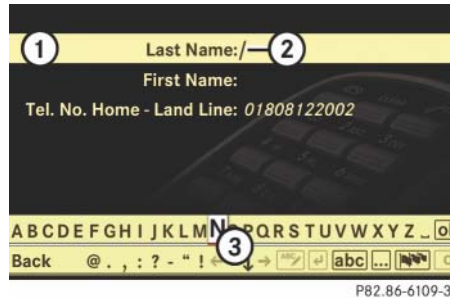 1 Last Name:/ 2
First Name:
Tel. No. Home - Land Line: 01808122002
A B C D E F G H I J K L M N P Q R S T U V W X Y Z _
3
Back @ . , : ? - " ! ← ↓ → abc ...
P82.86-6109-3